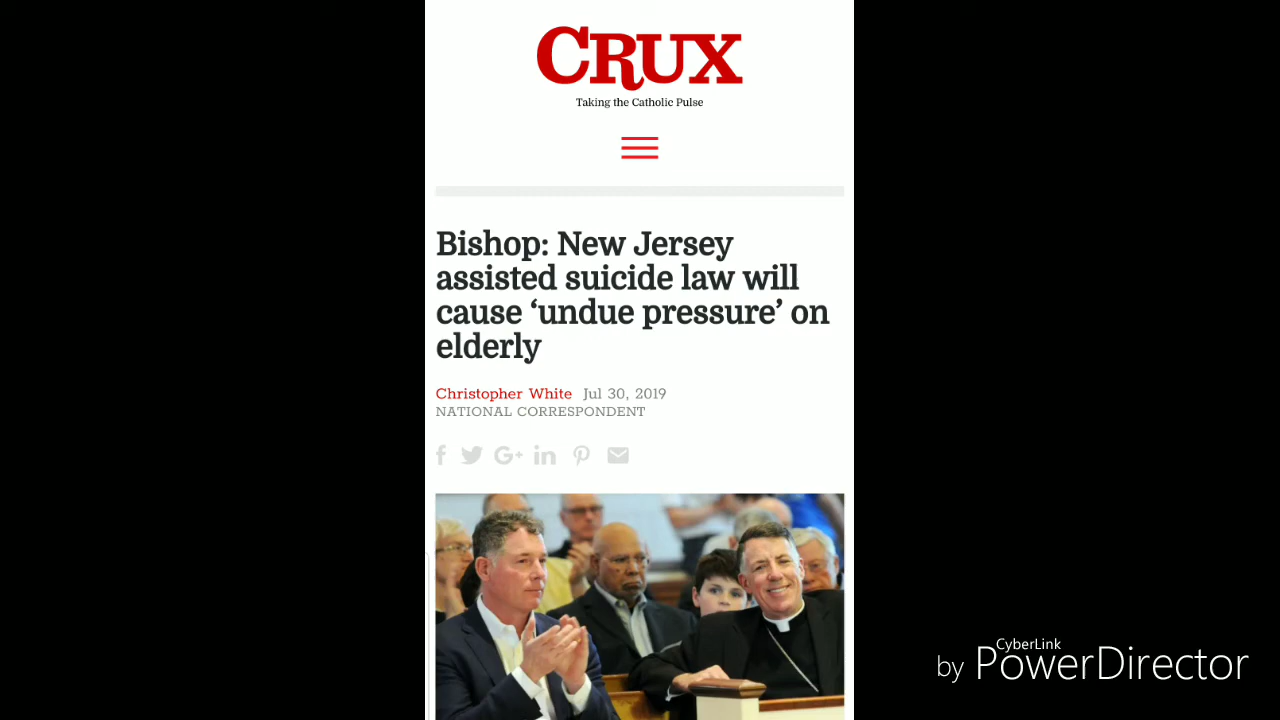 CRUX
Taking the Catholic Pulse
Bishop: New Jersey
assisted suicide law will
cause ‘undue pressure’ on
elderly
Christopher White Jul 30, 2019
NATIONAL CORRESPONDENT
by CyberLink PowerDirector